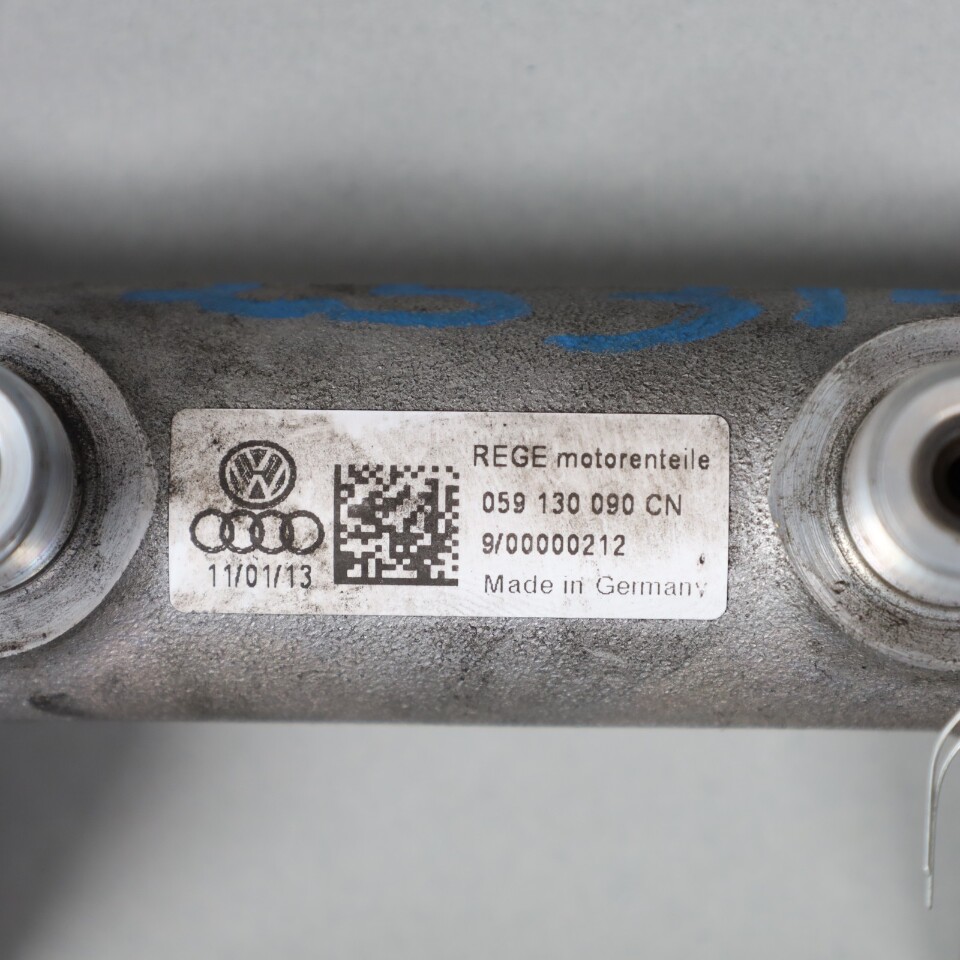 REGE motorenteile
059 130 090 CN
9/00000212
Made in Germany
11/01/13